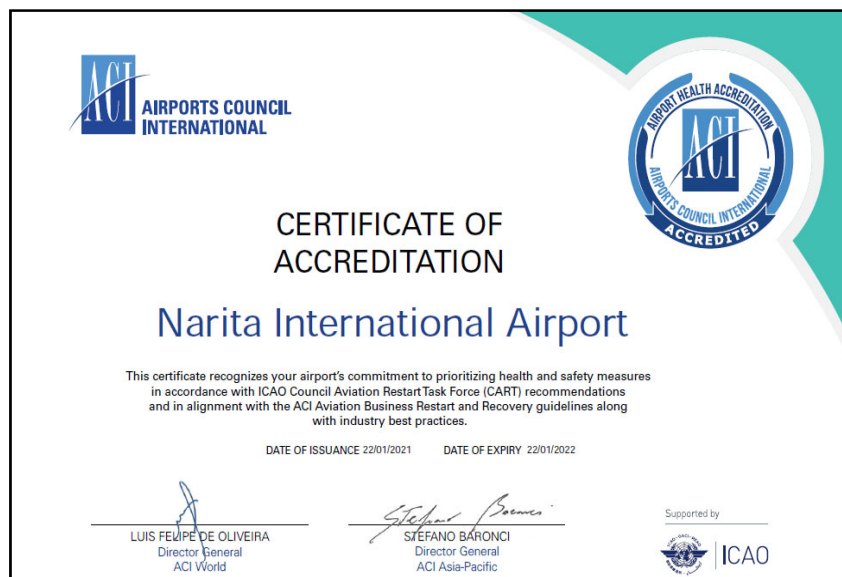 ACI
AIRPORTS COUNCIL
INTERNATIONAL
AIRPORT HEALTH ACCREDITATION
ACI
AIRPORTS COUNCIL INTERNATIONAL
ACCREDITED
CERTIFICATE OF
ACCREDITATION
Narita International Airport
This certificate recognizes your airport's commitment to prioritizing health and safety measures
in accordance with ICAO Council Aviation Restart Task Force (CART) recommendations
and in alignment with the ACI Aviation Business Restart and Recovery guidelines along
with industry best practices.
DATE OF ISSUANCE 22/01/2021 DATE OF EXPIRY 22/01/2022
Stefano Baronci
LUIS FELIPE DE OLIVEIRA
Director General
ACI World
STEFANO BARONCI
Director General
ACI Asia-Pacific
Supported by
ICAO